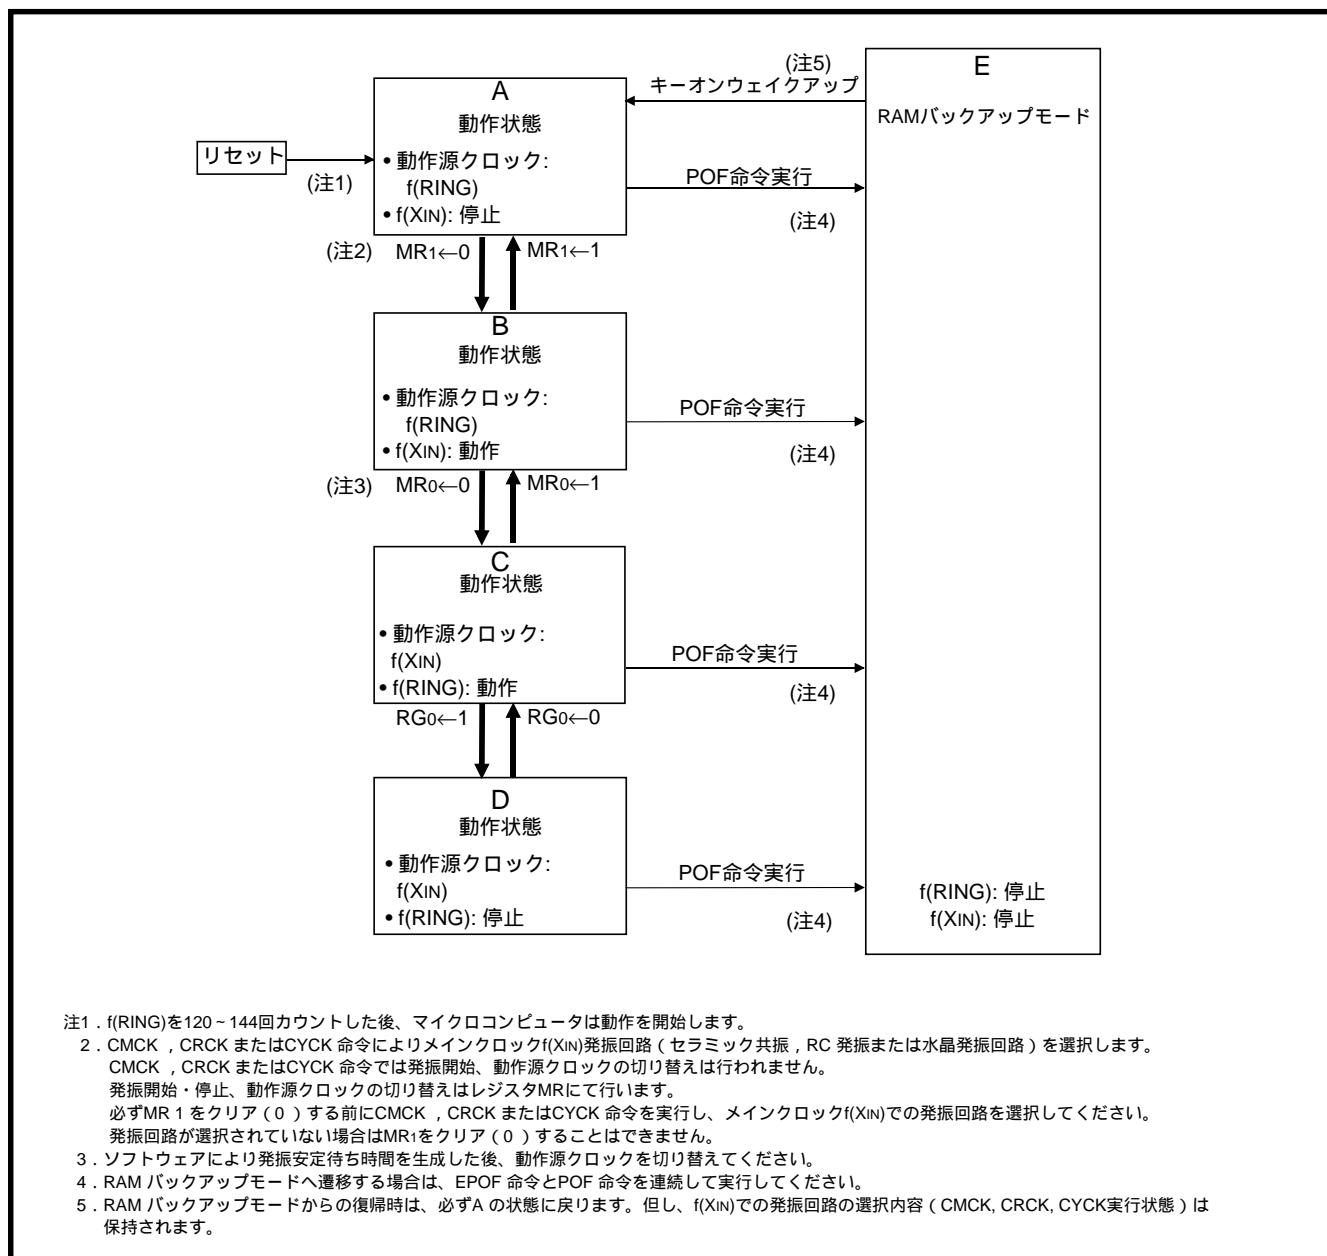 (注5)
キーオンウェイクアップ
E
RAMバックアップモード
リセット
(注1)
A
動作状態
• 動作源クロック:
f(RING)
• f(XIN): 停止
POF命令実行
(注4)
(注2) MR1←0 MR1←1
B
動作状態
• 動作源クロック:
f(RING)
• f(XIN): 動作
POF命令実行
(注4)
(注3) MR0←0 MR0←1
C
動作状態
• 動作源クロック:
f(XIN)
• f(RING): 動作
POF命令実行
(注4)
RG0←1 RG0←0
D
動作状態
• 動作源クロック:
f(XIN)
• f(RING): 停止
POF命令実行
(注4)
f(RING): 停止
f(XIN): 停止
注1．f(RING)を120～144回カウントした後、マイクロコンピュータは動作を開始します。
2．CMCK ，CRCK またはCYCK 命令によりメインクロックf(XIN)発振回路（セラミック共振，RC 発振または水晶発振回路）を選択します。
CMCK ，CRCK またはCYCK 命令では発振開始、動作源クロックの切り替えは行われません。
発振開始・停止、動作源クロックの切り替えはレジスタMRにて行います。
必ずMR 1 をクリア（0 ）する前にCMCK ，CRCK またはCYCK 命令を実行し、メインクロックf(XIN)での発振回路を選択してください。
発振回路が選択されていない場合はMR1をクリア（0 ）することはできません。
3．ソフトウェアにより発振安定待ち時間を生成した後、動作源クロックを切り替えてください。
4．RAM バックアップモードへ遷移する場合は、EPOF 命令とPOF 命令を連続して実行してください。
5．RAM バックアップモードからの復帰時は、必ずA の状態に戻ります。但し、f(XIN)での発振回路の選択内容（CMCK, CRCK, CYCK実行状態）は
保持されます。